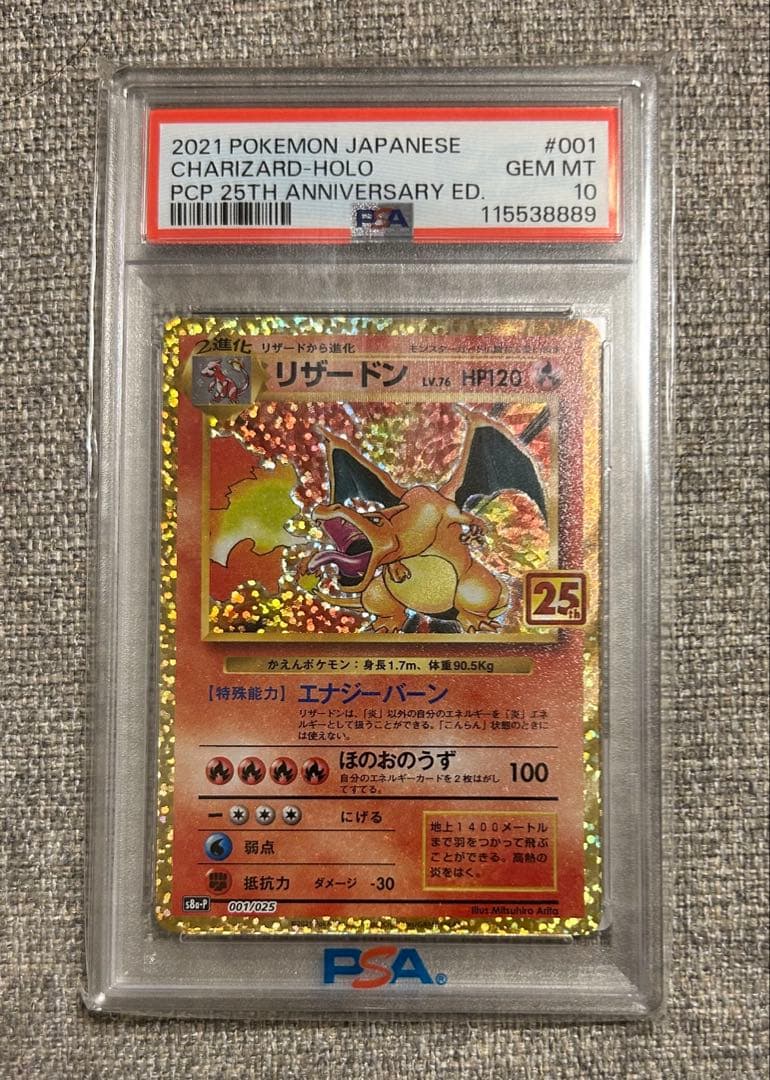 2021 POKEMON JAPANESE #001
CHARIZARD-HOLO GEM MT
PCP 25TH ANNIVERSARY ED. 10
PSA 115538889
2進化 リザードから進化
リザードン LV.76 HP120
25th
かえんポケモン：身長1.7m、体重90.5Kg
【特殊能力】 エナジーバーン
リザードンは、「炎」以外の自分のエネルギーを「炎」エネ
ルギーとして扱うことができる。「こんらん」状態のときに
は使えない。
ほのおのうず 100
自分のエネルギーカードを2枚はがし
てすてる。
にげる
弱点
抵抗力 ダメージ -30
地上1400メートル
まで羽をつかって飛ぶ
ことができる。高熱の
炎をはく。
s8a-P 001/025
Illus Mitsuhiro Arita
PSA®